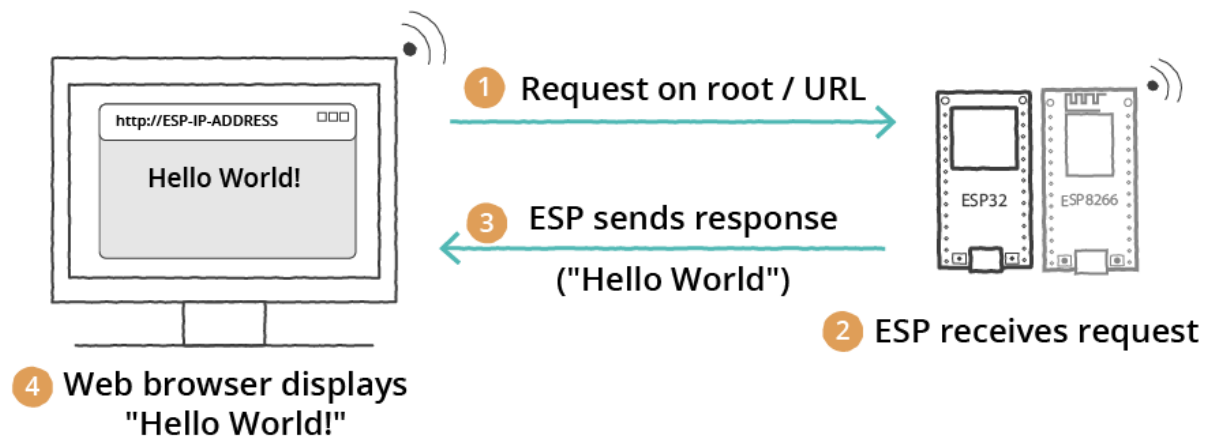 http://ESP-IP-ADDRESS
Hello World!
1 Request on root / URL
ESP32
ESP8266
3 ESP sends response
("Hello World")
2 ESP receives request
4 Web browser displays
"Hello World!"